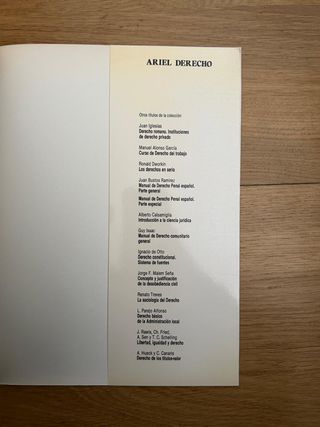 ARIEL DERECHO
Otros títulos de la colección
Juan Iglesias
Derecho romano. Instituciones
de derecho privado
Manuel Alonso García
Curso de Derecho del trabajo
Ronald Dworkin
Los derechos en serio
Juan Bustos Ramírez
Manual de Derecho Penal español.
Parte general
Manual de Derecho Penal español.
Parte especial
Alberto Calsamiglia
Introducción a la ciencia jurídica
Guy Isaac
Manual de Derecho comunitario
general
Ignacio de Otto
Derecho constitucional.
Sistema de fuentes
Jorge F. Malem Seña
Concepto y justificación
de la desobediencia civil
Renato Treves
La sociología del Derecho
L. Parejo Alfonso
Derecho básico
de la Administración local
J. Rawls, Ch. Fried,
A. Sen y T. C. Schelling
Libertad, igualdad y derecho
A. Hueck y C. Canaris
Derecho de los títulos-valor